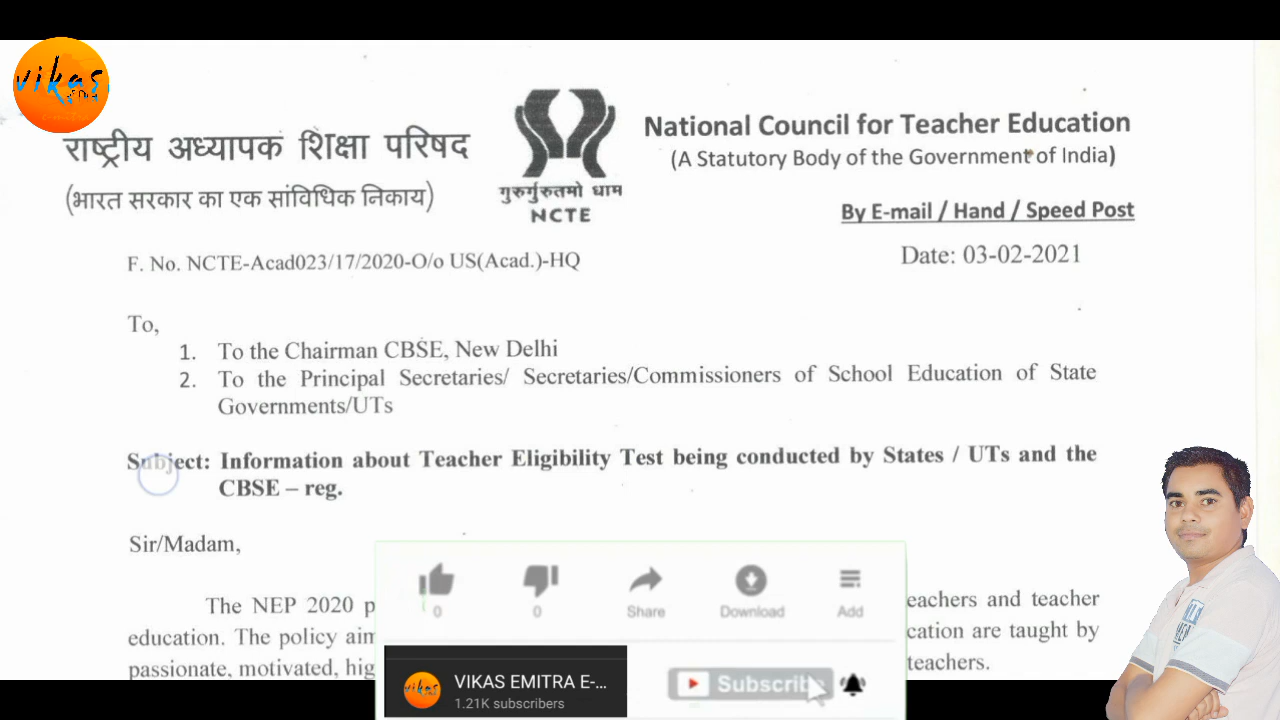 vikas
राष्ट्रीय अध्यापक शिक्षा परिषद
(भारत सरकार का एक सांविधिक निकाय)
गुरुर्गुरुतमो धाम
NCTE
National Council for Teacher Education
(A Statutory Body of the Government of India)
By E-mail / Hand / Speed Post
F. No. NCTE-Acad023/17/2020-O/o US(Acad.)-HQ
Date: 03-02-2021
To,
1. To the Chairman CBSE, New Delhi
2. To the Principal Secretaries/ Secretaries/Commissioners of School Education of State
Governments/UTs
Subject: Information about Teacher Eligibility Test being conducted by States / UTs and the
CBSE – reg.
Sir/Madam,
The NEP 2020 p
eachers and teacher
education. The policy aim
cation are taught by
passionate, motivated, hig
teachers.
0
0
Share
Download
Add
vikas
VIKAS EMITRA E-...
1.21K subscribers
Subscribe